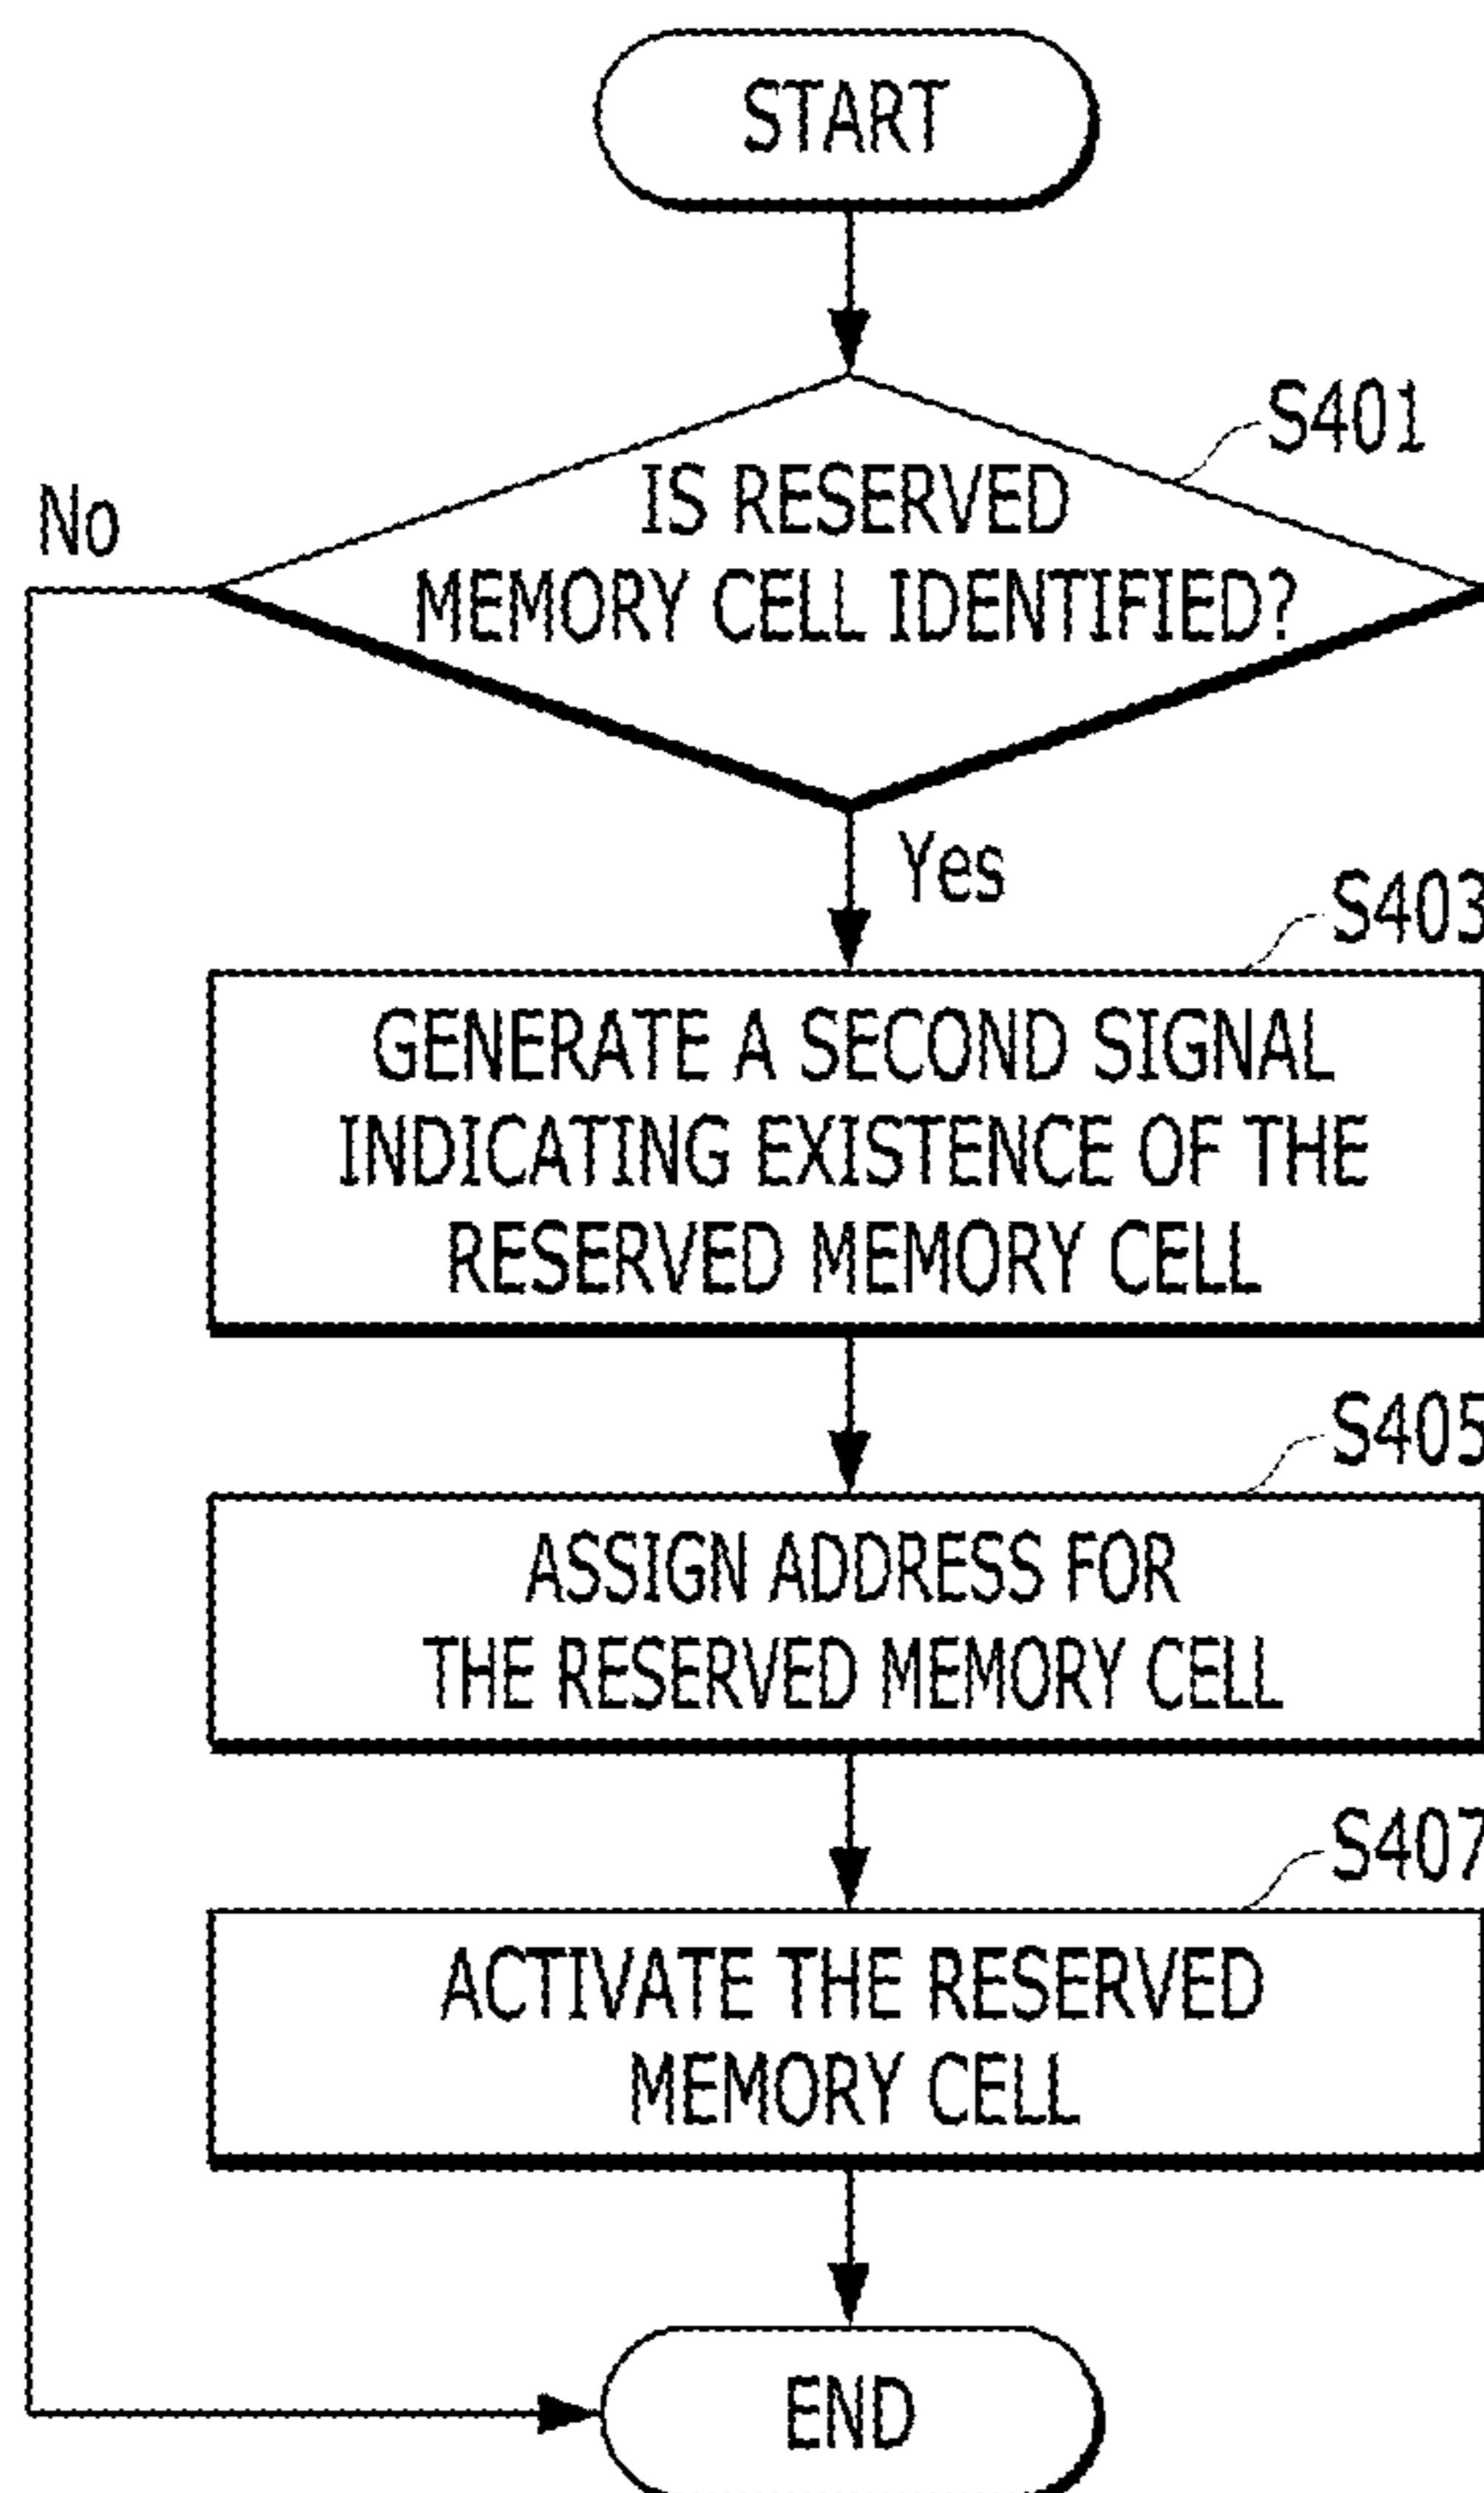 START
S401
IS RESERVED
MEMORY CELL IDENTIFIED?
No
Yes
S403
GENERATE A SECOND SIGNAL
INDICATING EXISTENCE OF THE
RESERVED MEMORY CELL
S405
ASSIGN ADDRESS FOR
THE RESERVED MEMORY CELL
S407
ACTIVATE THE RESERVED
MEMORY CELL
END